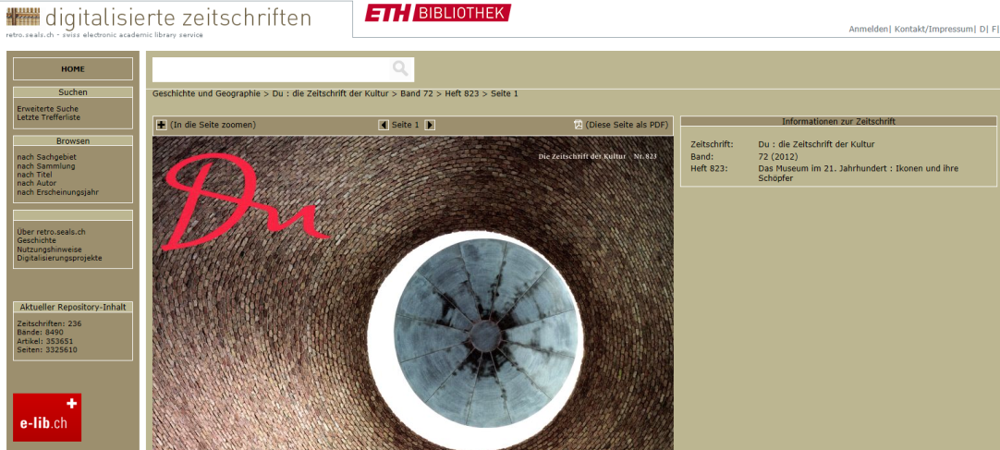 digitalisierte zeitschriften
retro.seals.ch - swiss electronic academic library service
ETH BIBLIOTHEK
Anmelden| Kontakt/Impressum| D| F|
HOME
Suchen
Erweiterte Suche
Letzte Trefferliste
Browsen
nach Sachgebiet
nach Sammlung
nach Titel
nach Autor
nach Erscheinungsjahr
Über retro.seals.ch
Geschichte
Nutzungshinweise
Digitalisierungsprojekte
Aktueller Repository-Inhalt
Zeitschriften: 236
Bände: 8490
Artikel: 353651
Seiten: 3325610
e-lib.ch
Geschichte und Geographie > Du : die Zeitschrift der Kultur > Band 72 > Heft 823 > Seite 1
(In die Seite zoomen)
Seite 1
(Diese Seite als PDF)
Die Zeitschrift der Kultur Nr. 823
Du
Informationen zur Zeitschrift
Zeitschrift: Du : die Zeitschrift der Kultur
Band: 72 (2012)
Heft 823: Das Museum im 21. Jahrhundert : Ikonen und ihre
Schöpfer